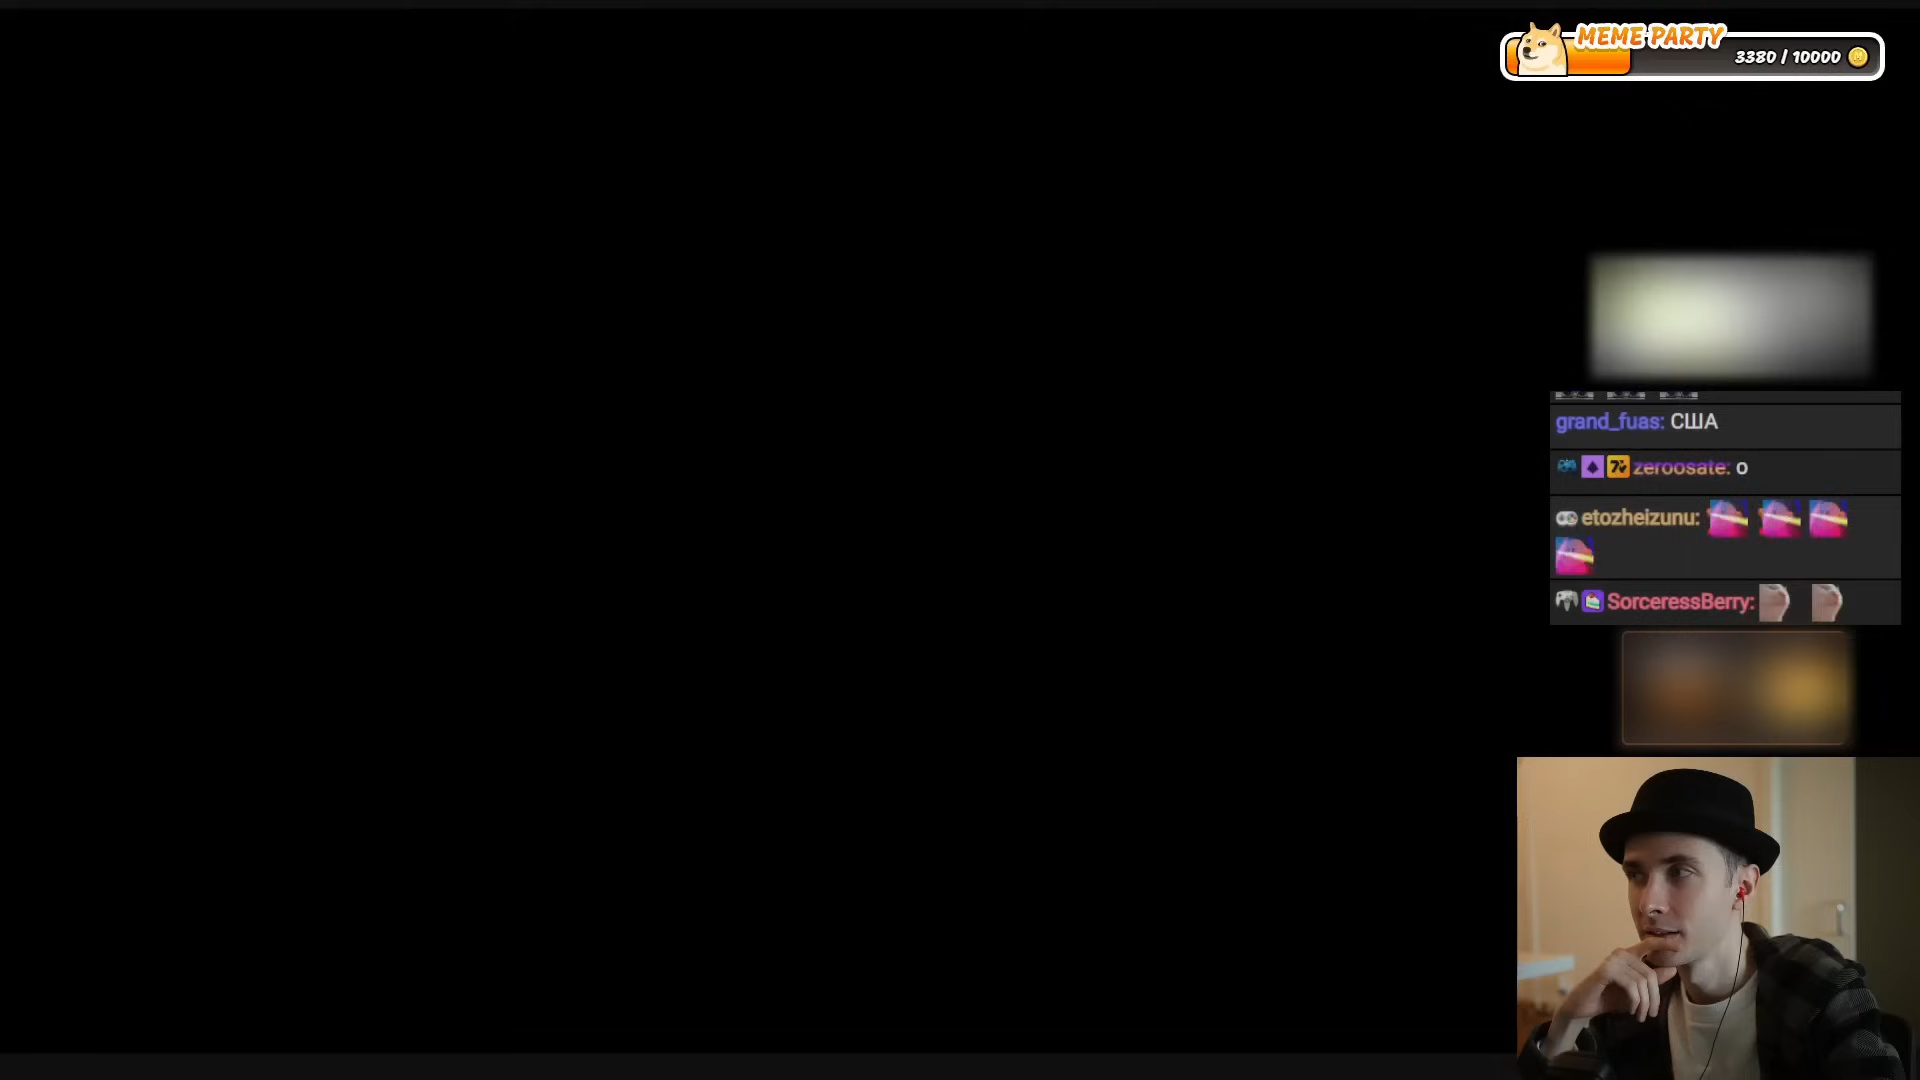 MEME PARTY
3380 / 10000
grand_fuas: США
zeroosate: o
etozheizunu:
SorceressBerry: